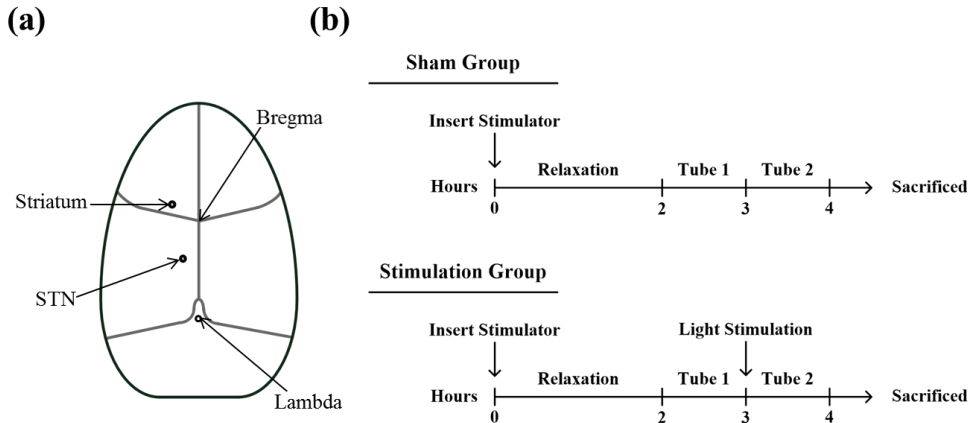 (a)
Bregma
Striatum
STN
Lambda
(b)
Sham Group
Insert Stimulator
Relaxation Tube 1 Tube 2
Hours Sacrificed
0 2 3 4
Stimulation Group
Insert Stimulator Light Stimulation
Relaxation Tube 1 Tube 2
Hours Sacrificed
0 2 3 4